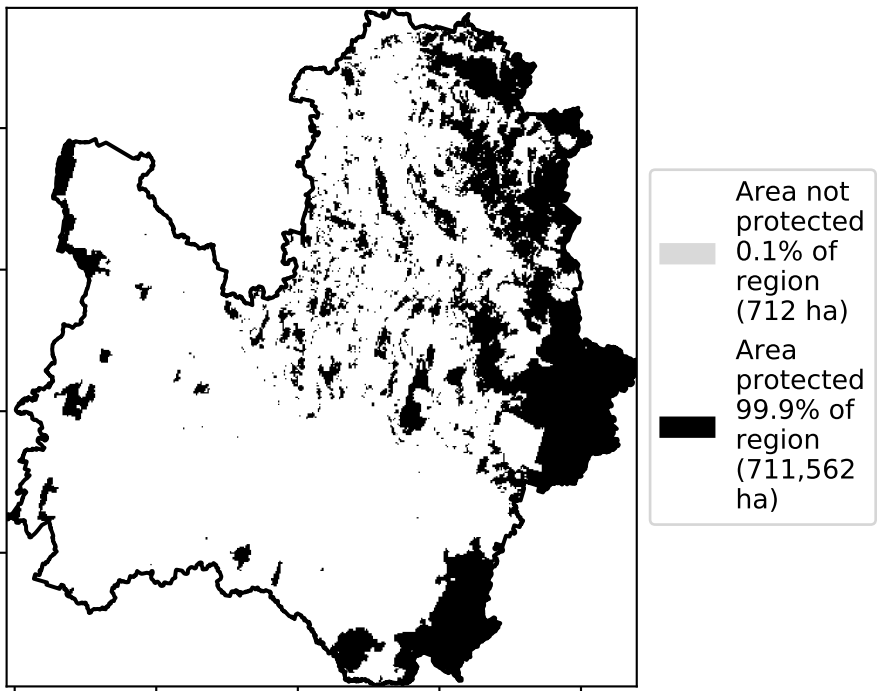 Area not
protected
0.1% of
region
(712 ha)
Area
protected
99.9% of
region
(711,562
ha)